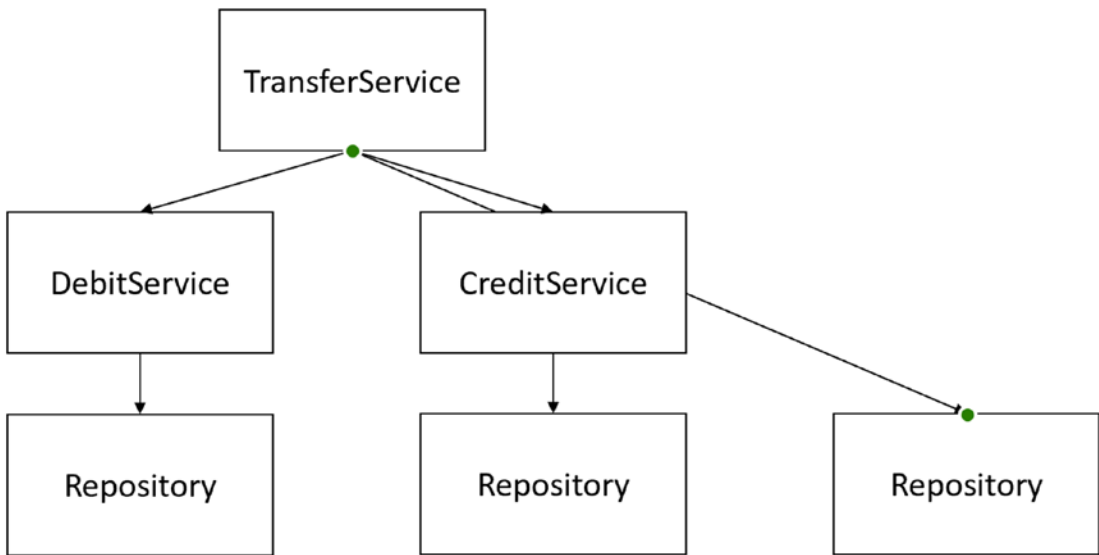 TransferService
DebitService
CreditService
Repository
Repository
Repository